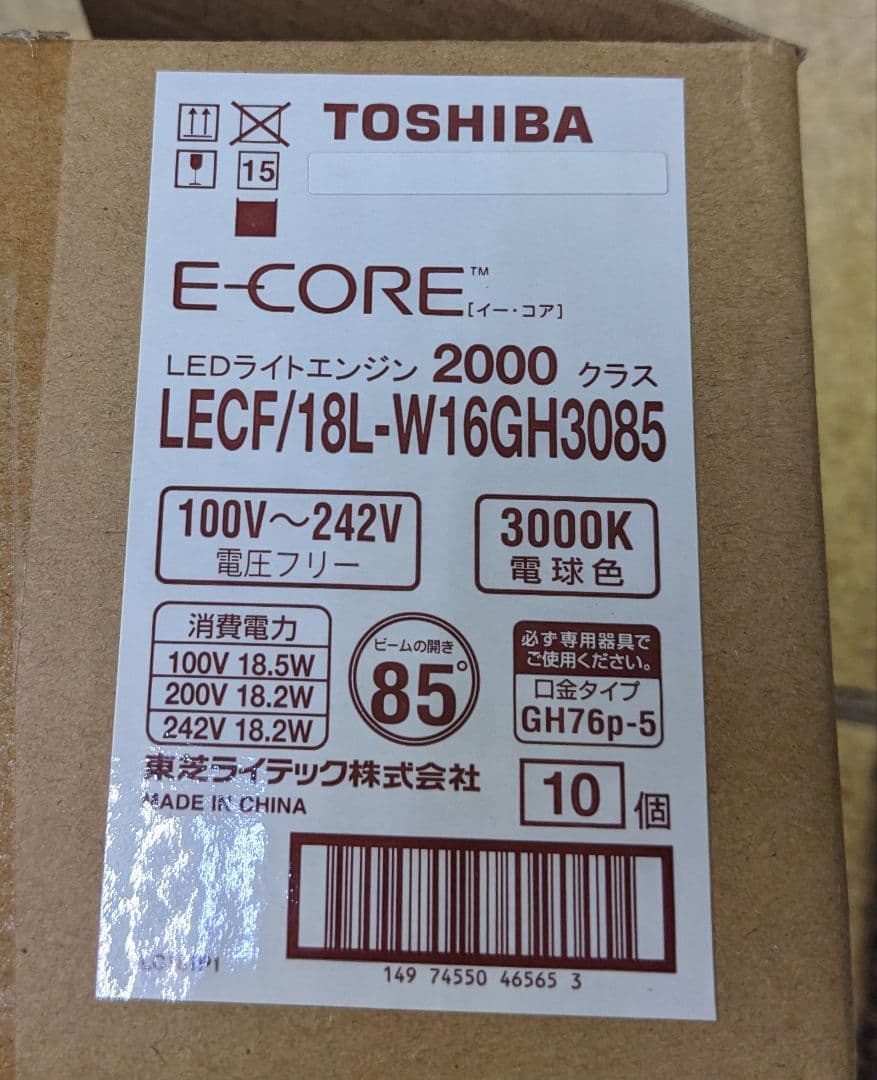 TOSHIBA
15
E-CORE™
[イー・コア]
LEDライトエンジン 2000 クラス
LECF/18L-W16GH3085
100V～242V
電圧フリー
3000K
電球色
消費電力
100V 18.5W
200V 18.2W
242V 18.2W
ビームの開き
85°
必ず専用器具で
ご使用ください。
口金タイプ
GH76p-5
東芝ライテック株式会社
MADE IN CHINA
10 個
149 74550 46565 3